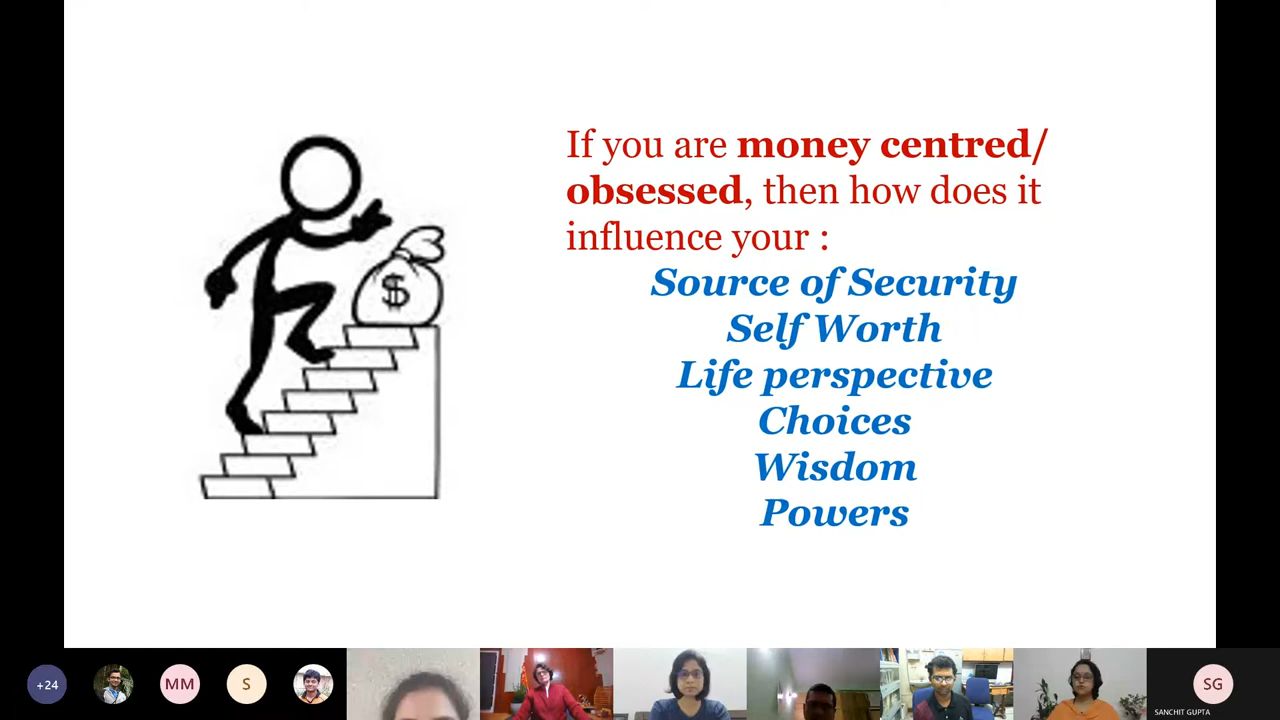 If you are money centred/
obsessed, then how does it
influence your :
Source of Security
Self Worth
Life perspective
Choices
Wisdom
Powers
$
+24
MM
S
SG
SANCHIT GUPTA